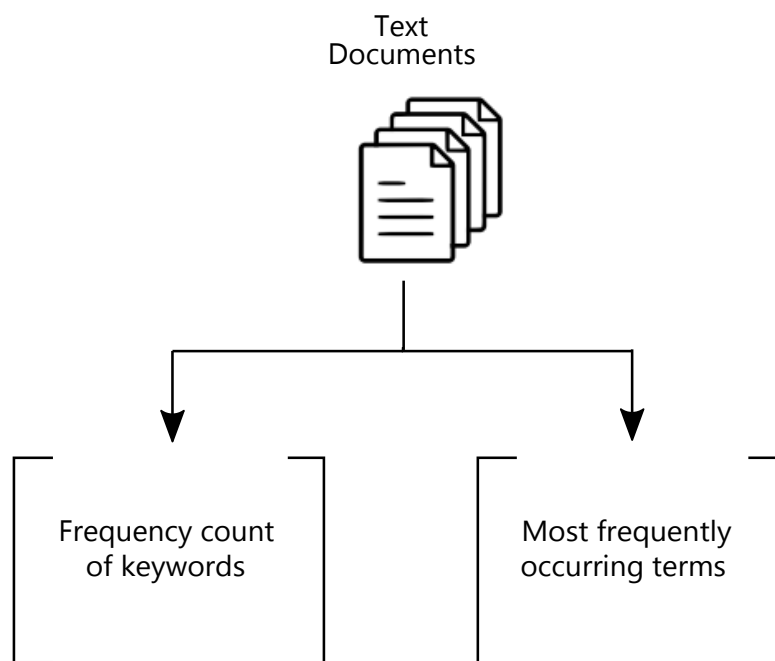 Text
Documents
Frequency count
of keywords
Most frequently
occurring terms